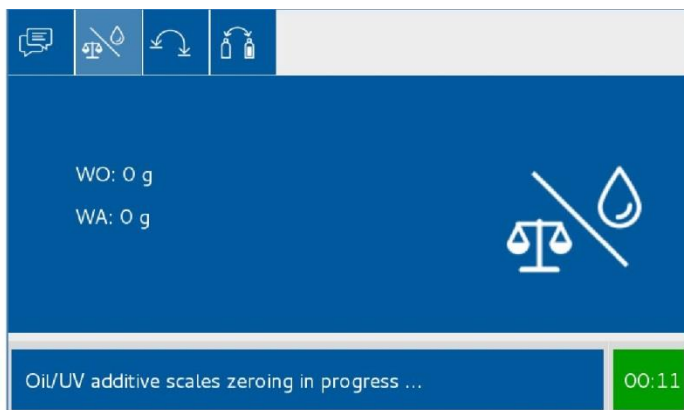 WO: 0 g
WA: 0 g
Oil/UV additive scales zeroing in progress ...
00:11